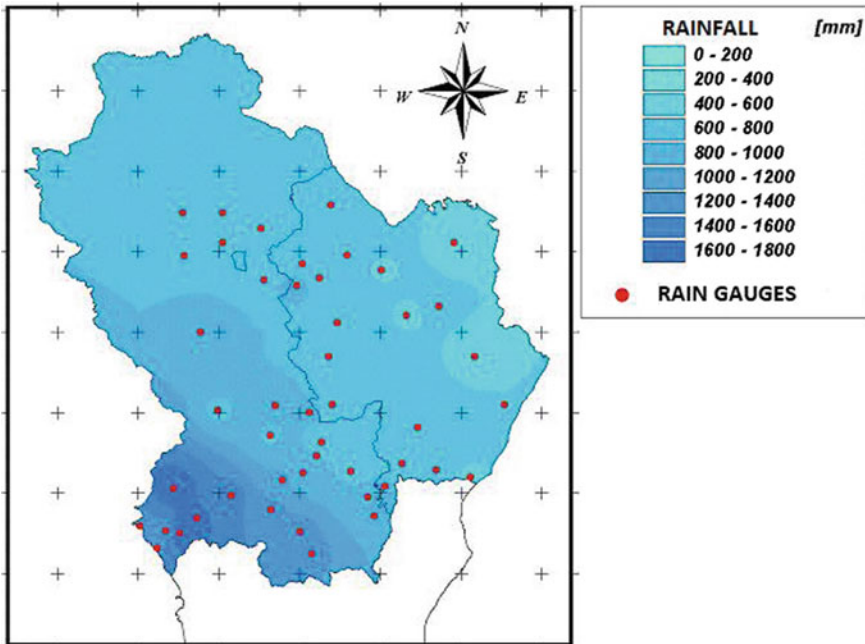 N
W E
S
RAINFALL [mm]
0 - 200
200 - 400
400 - 600
600 - 800
800 - 1000
1000 - 1200
1200 - 1400
1400 - 1600
1600 - 1800
RAIN GAUGES